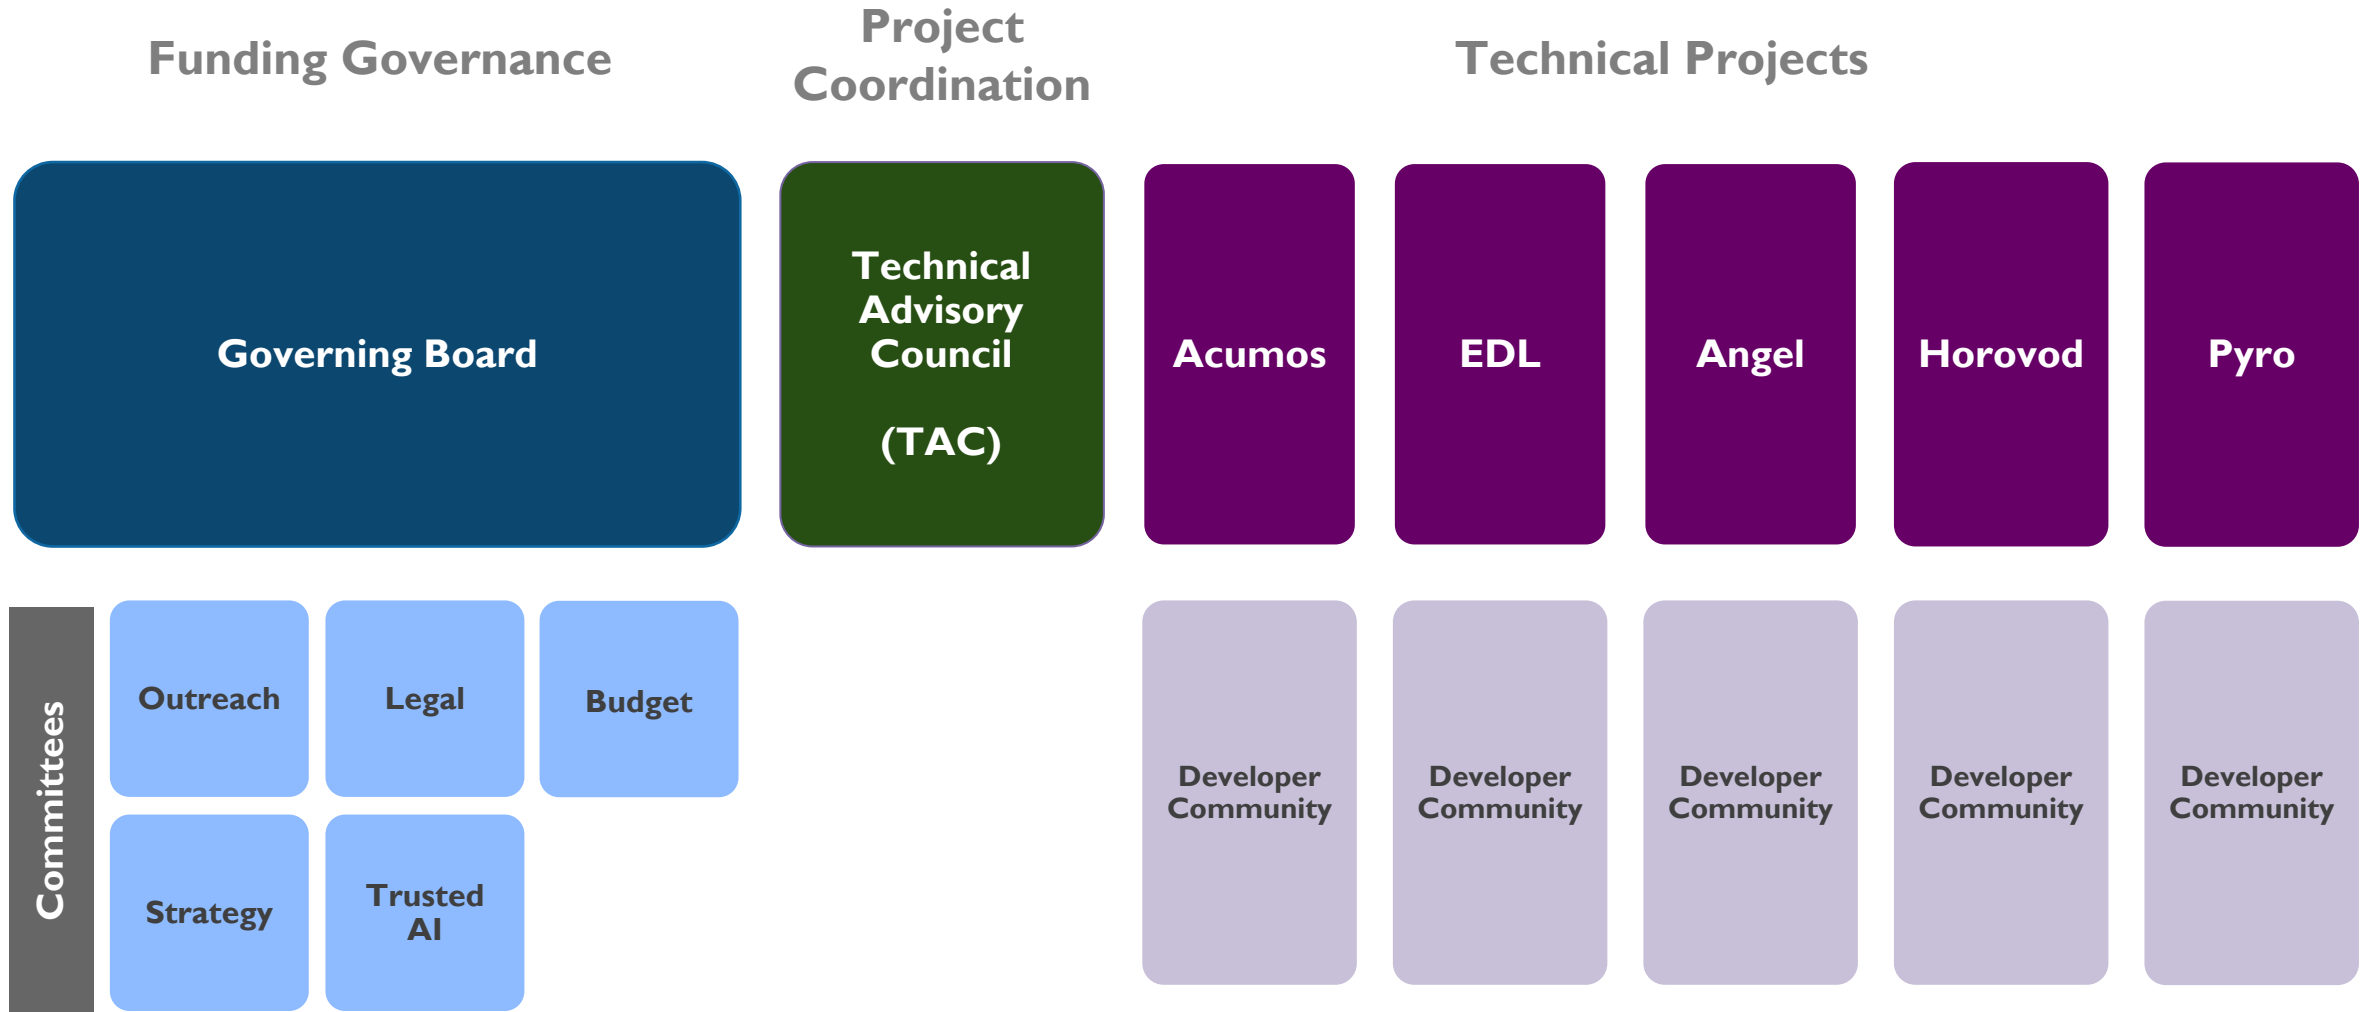 Funding Governance
Project
Coordination
Technical Projects
Governing Board
Technical
Advisory
Council
(TAC)
Acumos
EDL
Angel
Horovod
Pyro
Committees
Outreach
Legal
Budget
Strategy
Trusted
AI
Developer
Community
Developer
Community
Developer
Community
Developer
Community
Developer
Community